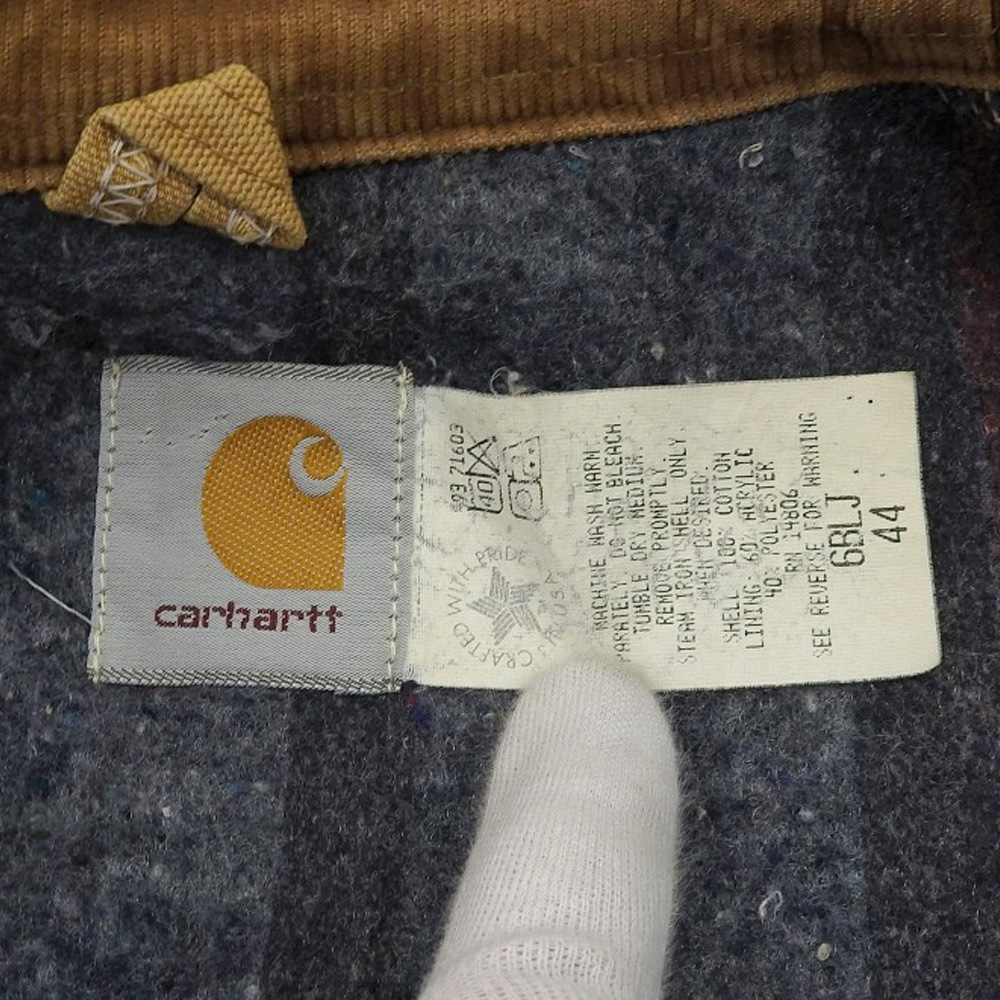 carhartt
93 71603
40
CRAFTED WITH PRIDE
U.S.A.
MACHINE WASH WARM.
DO NOT BLEACH
TUMBLE DRY MEDIUM.
REMOVE PROMPTLY.
STEAM IRON SHELL ONLY
WHEN DESIRED.
SHELL 100% COTTON
LINING: 60% ACRYLIC
40% POLYESTER
RN 14806
SEE REVERSE FOR WARNING
6BLJ
44